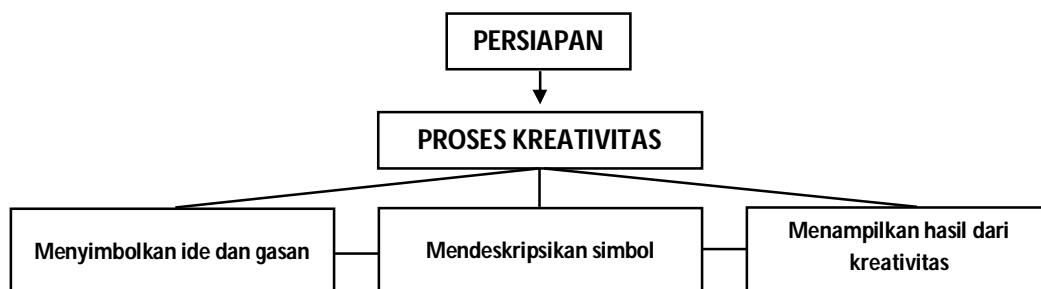 PERSIAPAN
PROSES KREATIVITAS
Menyimbolkan ide dan gasan
Mendeskripsikan simbol
Menampilkan hasil dari
kreativitas